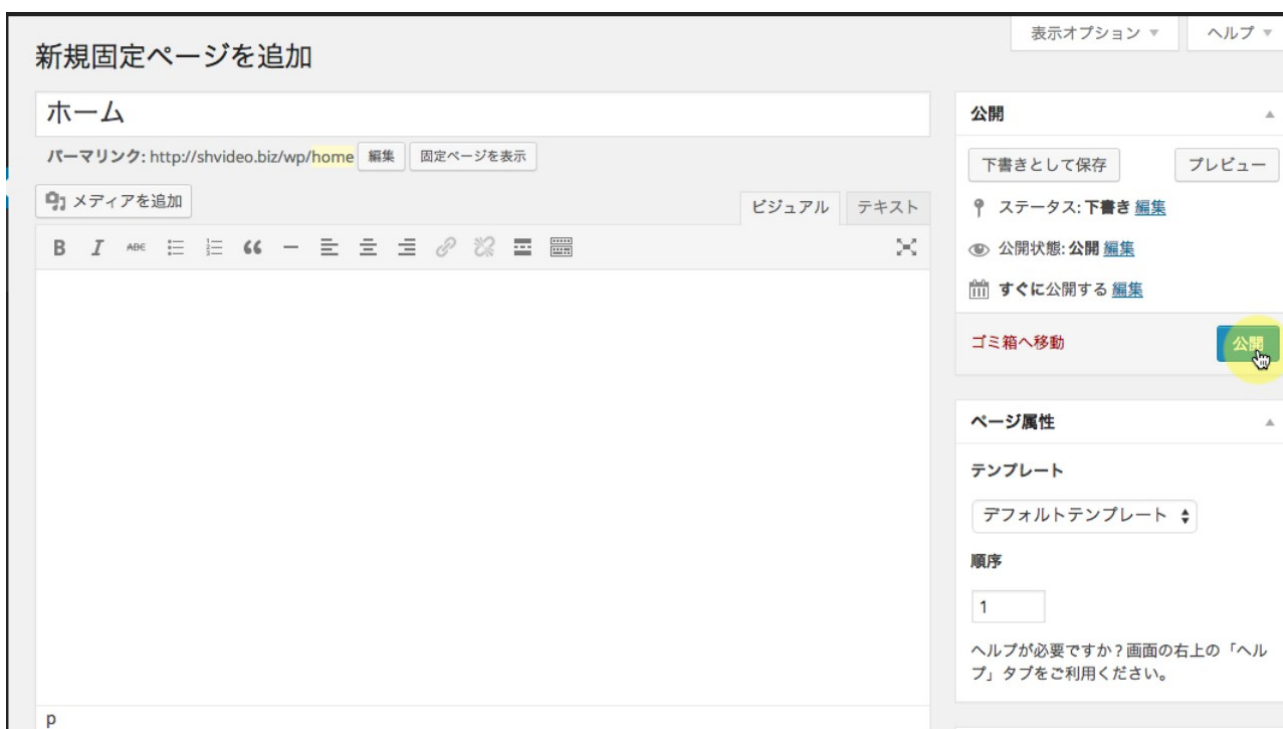 表示オプション ヘルプ
新規固定ページを追加
ホーム
パーマリンク: http://shvideo.biz/wp/home 編集 固定ページを表示
メディアを追加
ビジュアル テキスト
B I ABC
p
公開
下書きとして保存 プレビュー
ステータス: 下書き 編集
公開状態: 公開 編集
すぐに公開する 編集
ゴミ箱へ移動 公開
ページ属性
テンプレート
デフォルトテンプレート
順序
1
ヘルプが必要ですか？画面の右上の「ヘル
プ」タブをご利用ください。